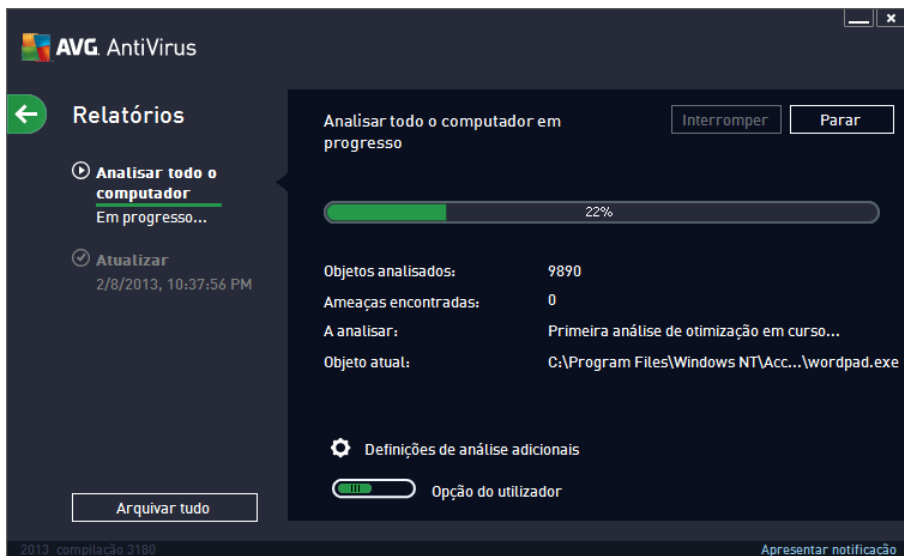 AVG. AntiVirus
Relatórios
Analisar todo o
computador
Em progresso...
Atualizar
2/8/2013, 10:37:56 PM
Arquivar tudo
Analisar todo o computador em
progresso
Interromper
Parar
22%
Objetos analisados: 9890
Ameaças encontradas: 0
A analisar: Primeira análise de otimização em curso...
Objeto atual: C:\Program Files\Windows NT\Acc...\wordpad.exe
Definições de análise adicionais
Opção do utilizador
2013 compilação 3180
Apresentar notificação